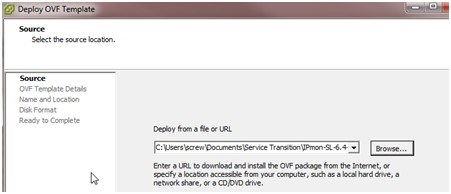 Deploy OVF Template
Source
Select the source location.
Source
OVF Template Details
Name and Location
Disk Format
Ready to Complete
Deploy from a file or URL
C:\Users\screw\Documents\Service Transition\IPmon-SL-6.4-
Browse...
Enter a URL to download and install the OVF package from the Internet, or
specify a location accessible from your computer, such as a local hard drive, a
network share, or a CD/DVD drive.